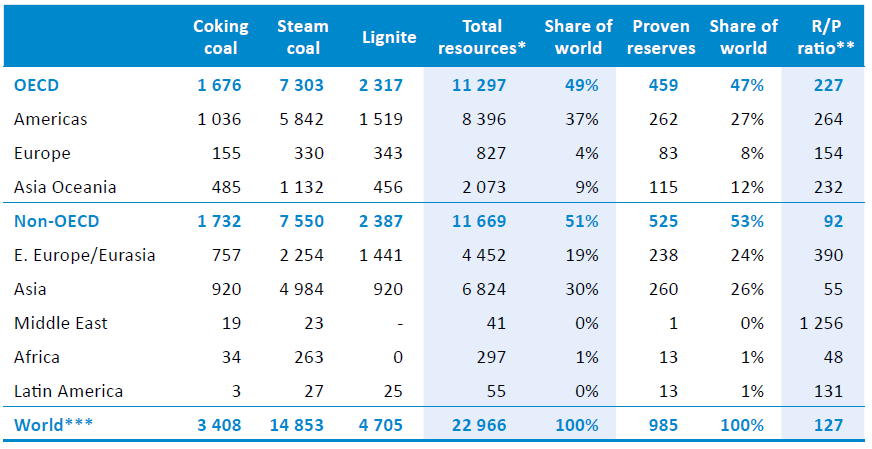 Coking coal Steam coal Lignite Total resources* Share of world Proven reserves Share of world R/P ratio**
OECD 1 676 7 303 2 317 11 297 49% 459 47% 227
Americas 1 036 5 842 1 519 8 396 37% 262 27% 264
Europe 155 330 343 827 4% 83 8% 154
Asia Oceania 485 1 132 456 2 073 9% 115 12% 232
Non-OECD 1 732 7 550 2 387 11 669 51% 525 53% 92
E. Europe/Eurasia 757 2 254 1 441 4 452 19% 238 24% 390
Asia 920 4 984 920 6 824 30% 260 26% 55
Middle East 19 23 - 41 0% 1 0% 1 256
Africa 34 263 0 297 1% 13 1% 48
Latin America 3 27 25 55 0% 13 1% 131
World*** 3 408 14 853 4 705 22 966 100% 985 100% 127